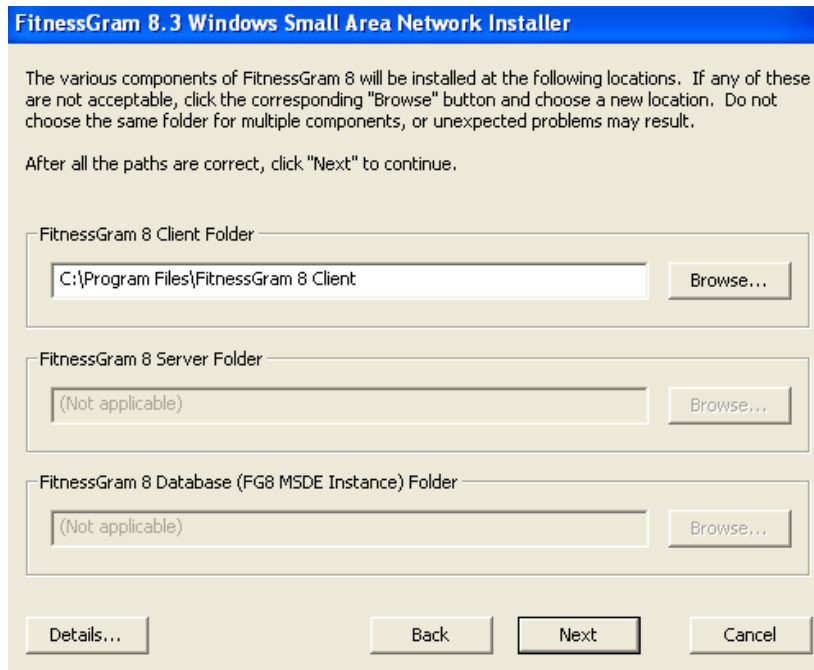 FitnessGram 8.3 Windows Small Area Network Installer
The various components of FitnessGram 8 will be installed at the following locations.  If any of these
are not acceptable, click the corresponding "Browse" button and choose a new location.  Do not
choose the same folder for multiple components, or unexpected problems may result.
After all the paths are correct, click "Next" to continue.
FitnessGram 8 Client Folder
C:\Program Files\FitnessGram 8 Client
Browse...
FitnessGram 8 Server Folder
(Not applicable)
Browse...
FitnessGram 8 Database (FG8 MSDE Instance) Folder
(Not applicable)
Browse...
Details...
Back
Next
Cancel